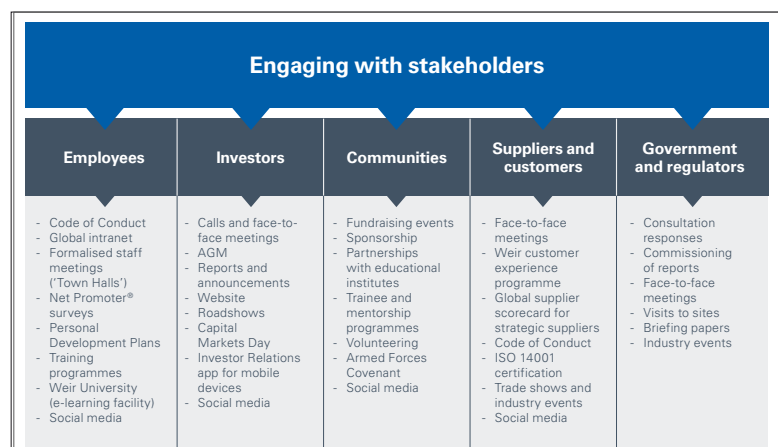 Engaging with stakeholders
Employees
- Code of Conduct
- Global intranet
- Formalised staff
meetings
('Town Halls')
- Net Promoter® 
surveys
- Personal
Development Plans
- Training
programmes
- Weir University
(e-learning facility)
- Social media
Investors
- Calls and face-to-
face meetings
- AGM
- Reports and
announcements
- Website
- Roadshows
- Capital
Markets Day
- Investor Relations
app for mobile
devices
- Social media
Communities
- Fundraising events
- Sponsorship
- Partnerships
with educational
institutes
- Trainee and
mentorship
programmes
- Volunteering
- Armed Forces
Covenant
- Social media
Suppliers and
customers
- Face-to-face
meetings
- Weir customer
experience
programme
- Global supplier
scorecard for
strategic suppliers
- Code of Conduct
- ISO 14001
certification
- Trade shows and
industry events
- Social media
Government
and regulators
- Consultation
responses
- Commissioning
of reports
- Face-to-face
meetings
- Visits to sites
- Briefing papers
- Industry events